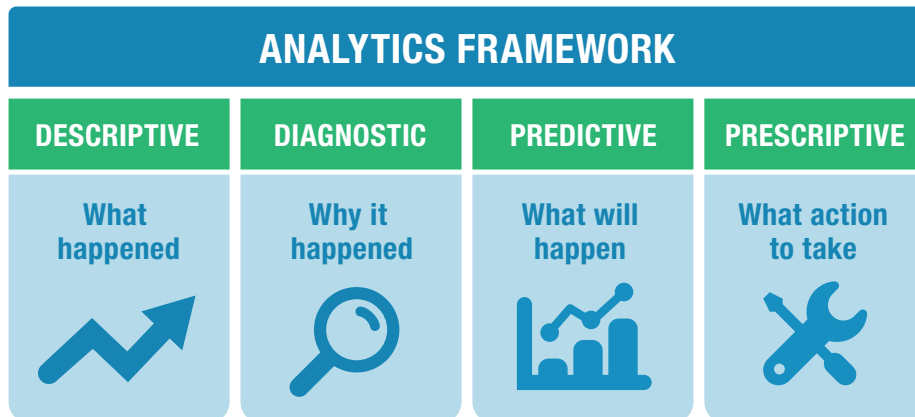 ANALYTICS FRAMEWORK
DESCRIPTIVE
What
happened
DIAGNOSTIC
Why it
happened
PREDICTIVE
What will
happen
PRESCRIPTIVE
What action
to take